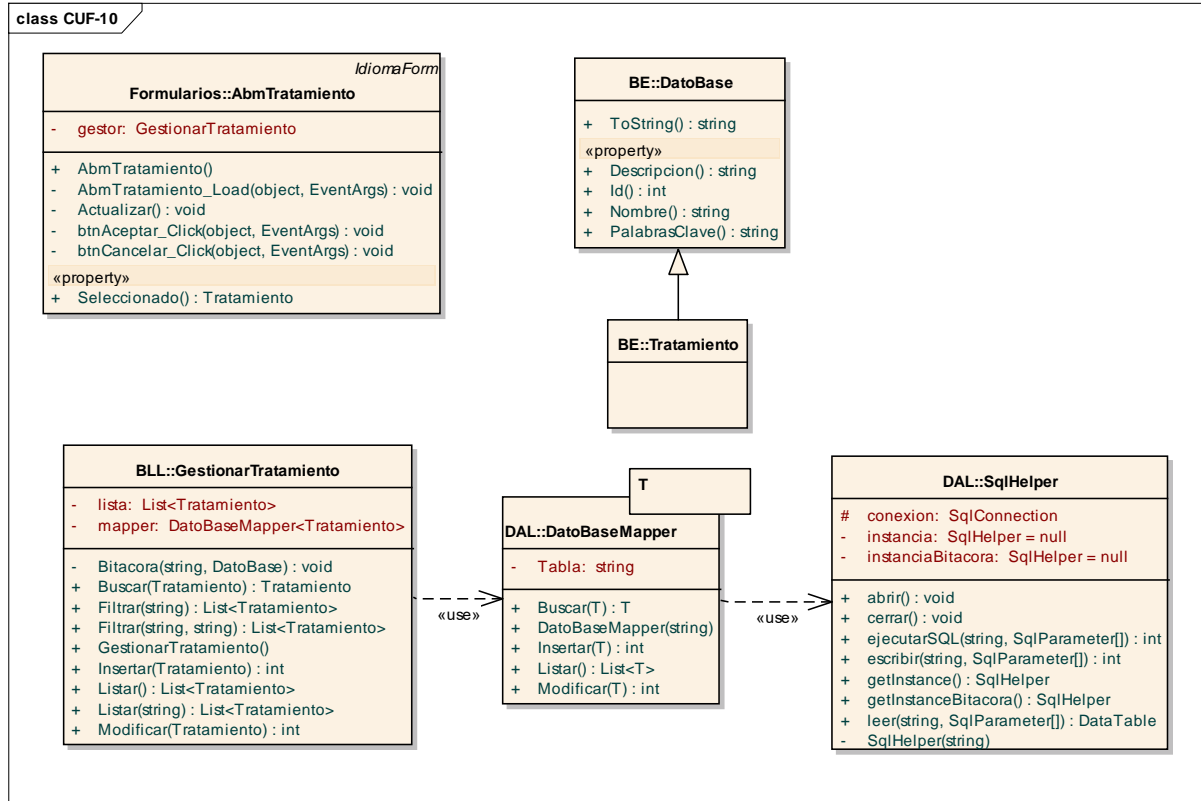 class CUF-10
IdiomaForm
Formularios::AbmTratamiento
- gestor: GestionarTratamiento
+ AbmTratamiento()
- AbmTratamiento_Load(object, EventArgs) : void
- Actualizar() : void
- btnAceptar_Click(object, EventArgs) : void
- btnCancelar_Click(object, EventArgs) : void
«property»
+ Seleccionado() : Tratamiento
BE::DatoBase
+ ToString() : string
«property»
+ Descripcion() : string
+ Id() : int
+ Nombre() : string
+ PalabrasClave() : string
BE::Tratamiento
BLL::GestionarTratamiento
- lista: List<Tratamiento>
- mapper: DatoBaseMapper<Tratamiento>
- Bitacora(string, DatoBase) : void
+ Buscar(Tratamiento) : Tratamiento
+ Filtrar(string) : List<Tratamiento>
+ Filtrar(string, string) : List<Tratamiento>
+ GestionarTratamiento()
+ Insertar(Tratamiento) : int
+ Listar() : List<Tratamiento>
+ Listar(string) : List<Tratamiento>
+ Modificar(Tratamiento) : int
«use»
T
DAL::DatoBaseMapper
- Tabla: string
+ Buscar(T) : T
+ DatoBaseMapper(string)
+ Insertar(T) : int
+ Listar() : List<T>
+ Modificar(T) : int
«use»
DAL::SqlHelper
# conexion: SqlConnection
- instancia: SqlHelper = null
- instanciaBitacora: SqlHelper = null
+ abrir() : void
+ cerrar() : void
+ ejecutarSQL(string, SqlParameter[]) : int
+ escribir(string, SqlParameter[]) : int
+ getInstance() : SqlHelper
+ getInstanceBitacora() : SqlHelper
+ leer(string, SqlParameter[]) : DataTable
- SqlHelper(string)